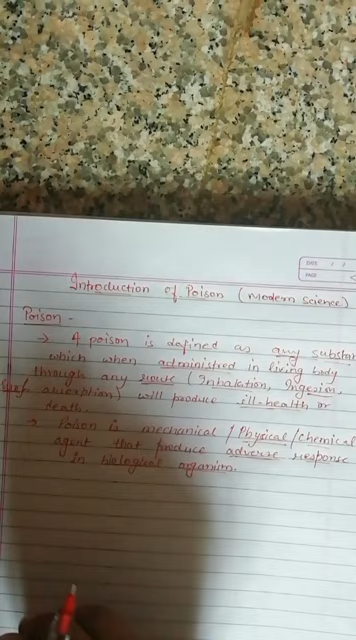 DATE
PAGE
Introduction of Poison (Modern Science)
Poison -
→ A poison is defined as any substan
which when administred in living body
through any route (Inhalation, Ingesion,
absorption) will produce ill-health or
death.
→ Poison is mechanical / Physical / chemical
agent that produce adverse response
in biological organism.